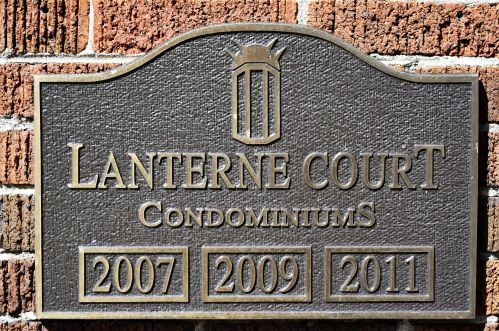 LANTERNE COURT
CONDOMINIUMS
2007 2009 2011